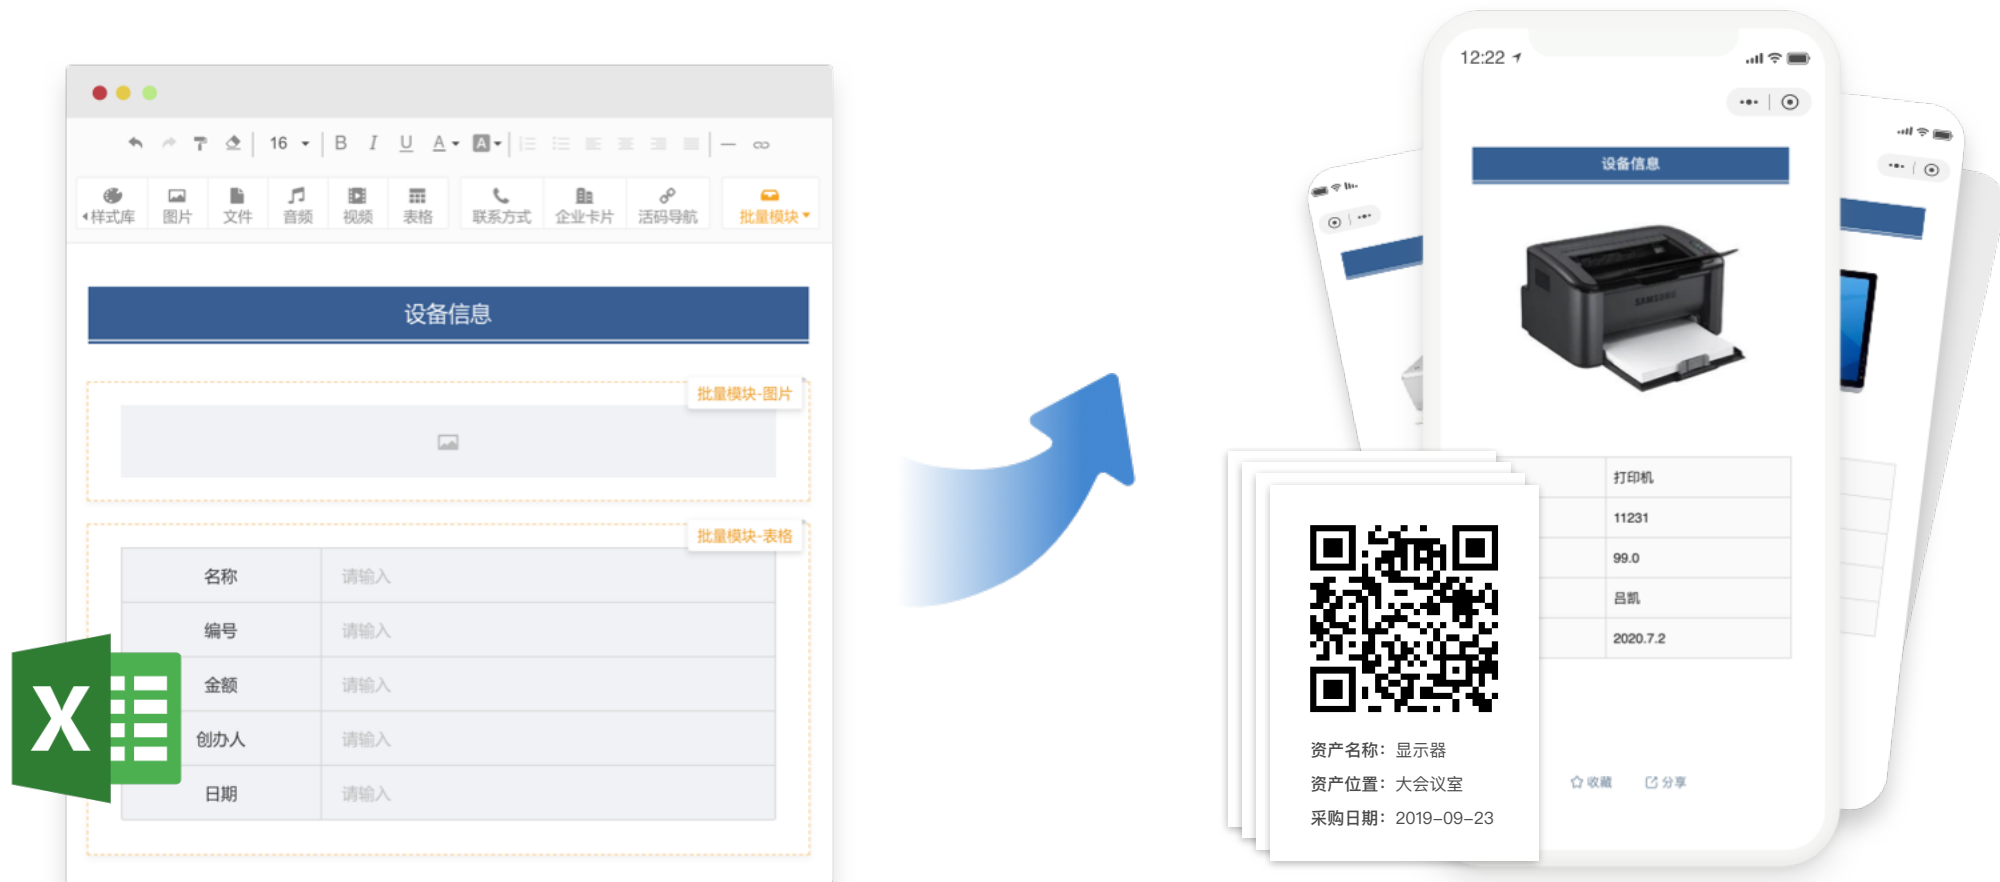 16 B I U A A
样式库 图片 文件 音频 视频 表格 联系方式 企业卡片 活码导航 批量模块
设备信息
批量模块-图片
批量模块-表格
名称 请输入
编号 请输入
金额 请输入
创办人 请输入
日期 请输入
X
12:22
设备信息
SAMSUNG
打印机
11231
99.0
吕凯
2020.7.2
收藏 分享
资产名称：显示器
资产位置：大会议室
采购日期：2019-09-23